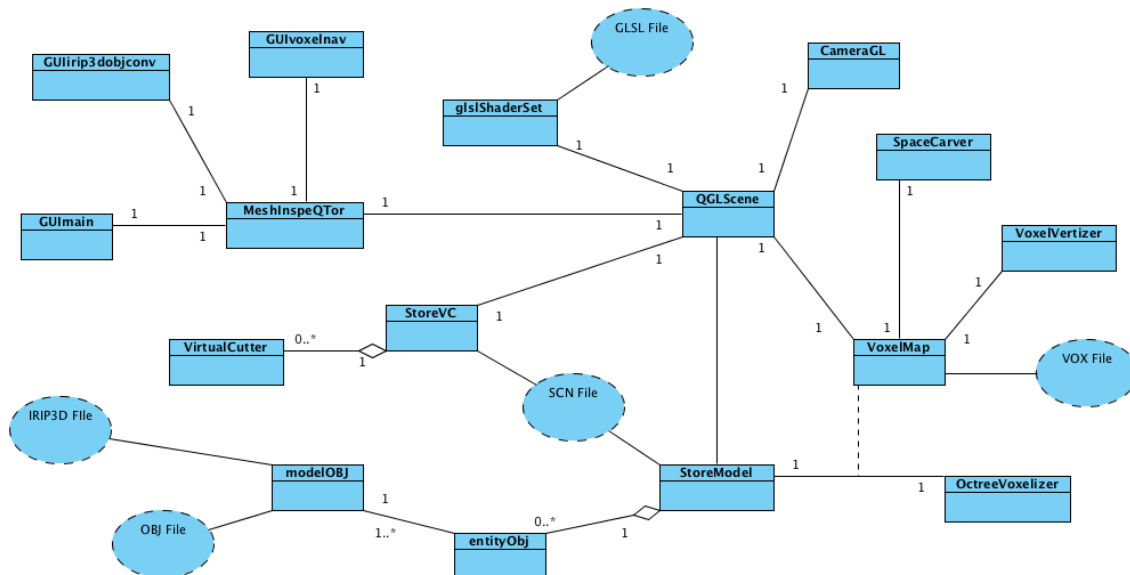 GLSL File
GUIvoxelnav
CameraGL
GUIirip3dobjconv
glslShaderSet
1
1
1
SpaceCarver
1
1
1
1
1
1
1
MeshInspeQTor
QGLScene
GUImain
1
1
1
1
1
1
VoxelVertizer
1
StoreVC
1
1
1
1
VirtualCutter
0..*
1
VoxelMap
VOX File
SCN File
IRIP3D FIle
modelOBJ
StoreModel
1
1
OctreeVoxelizer
1
OBJ File
1..*
0..*
1
entityObj